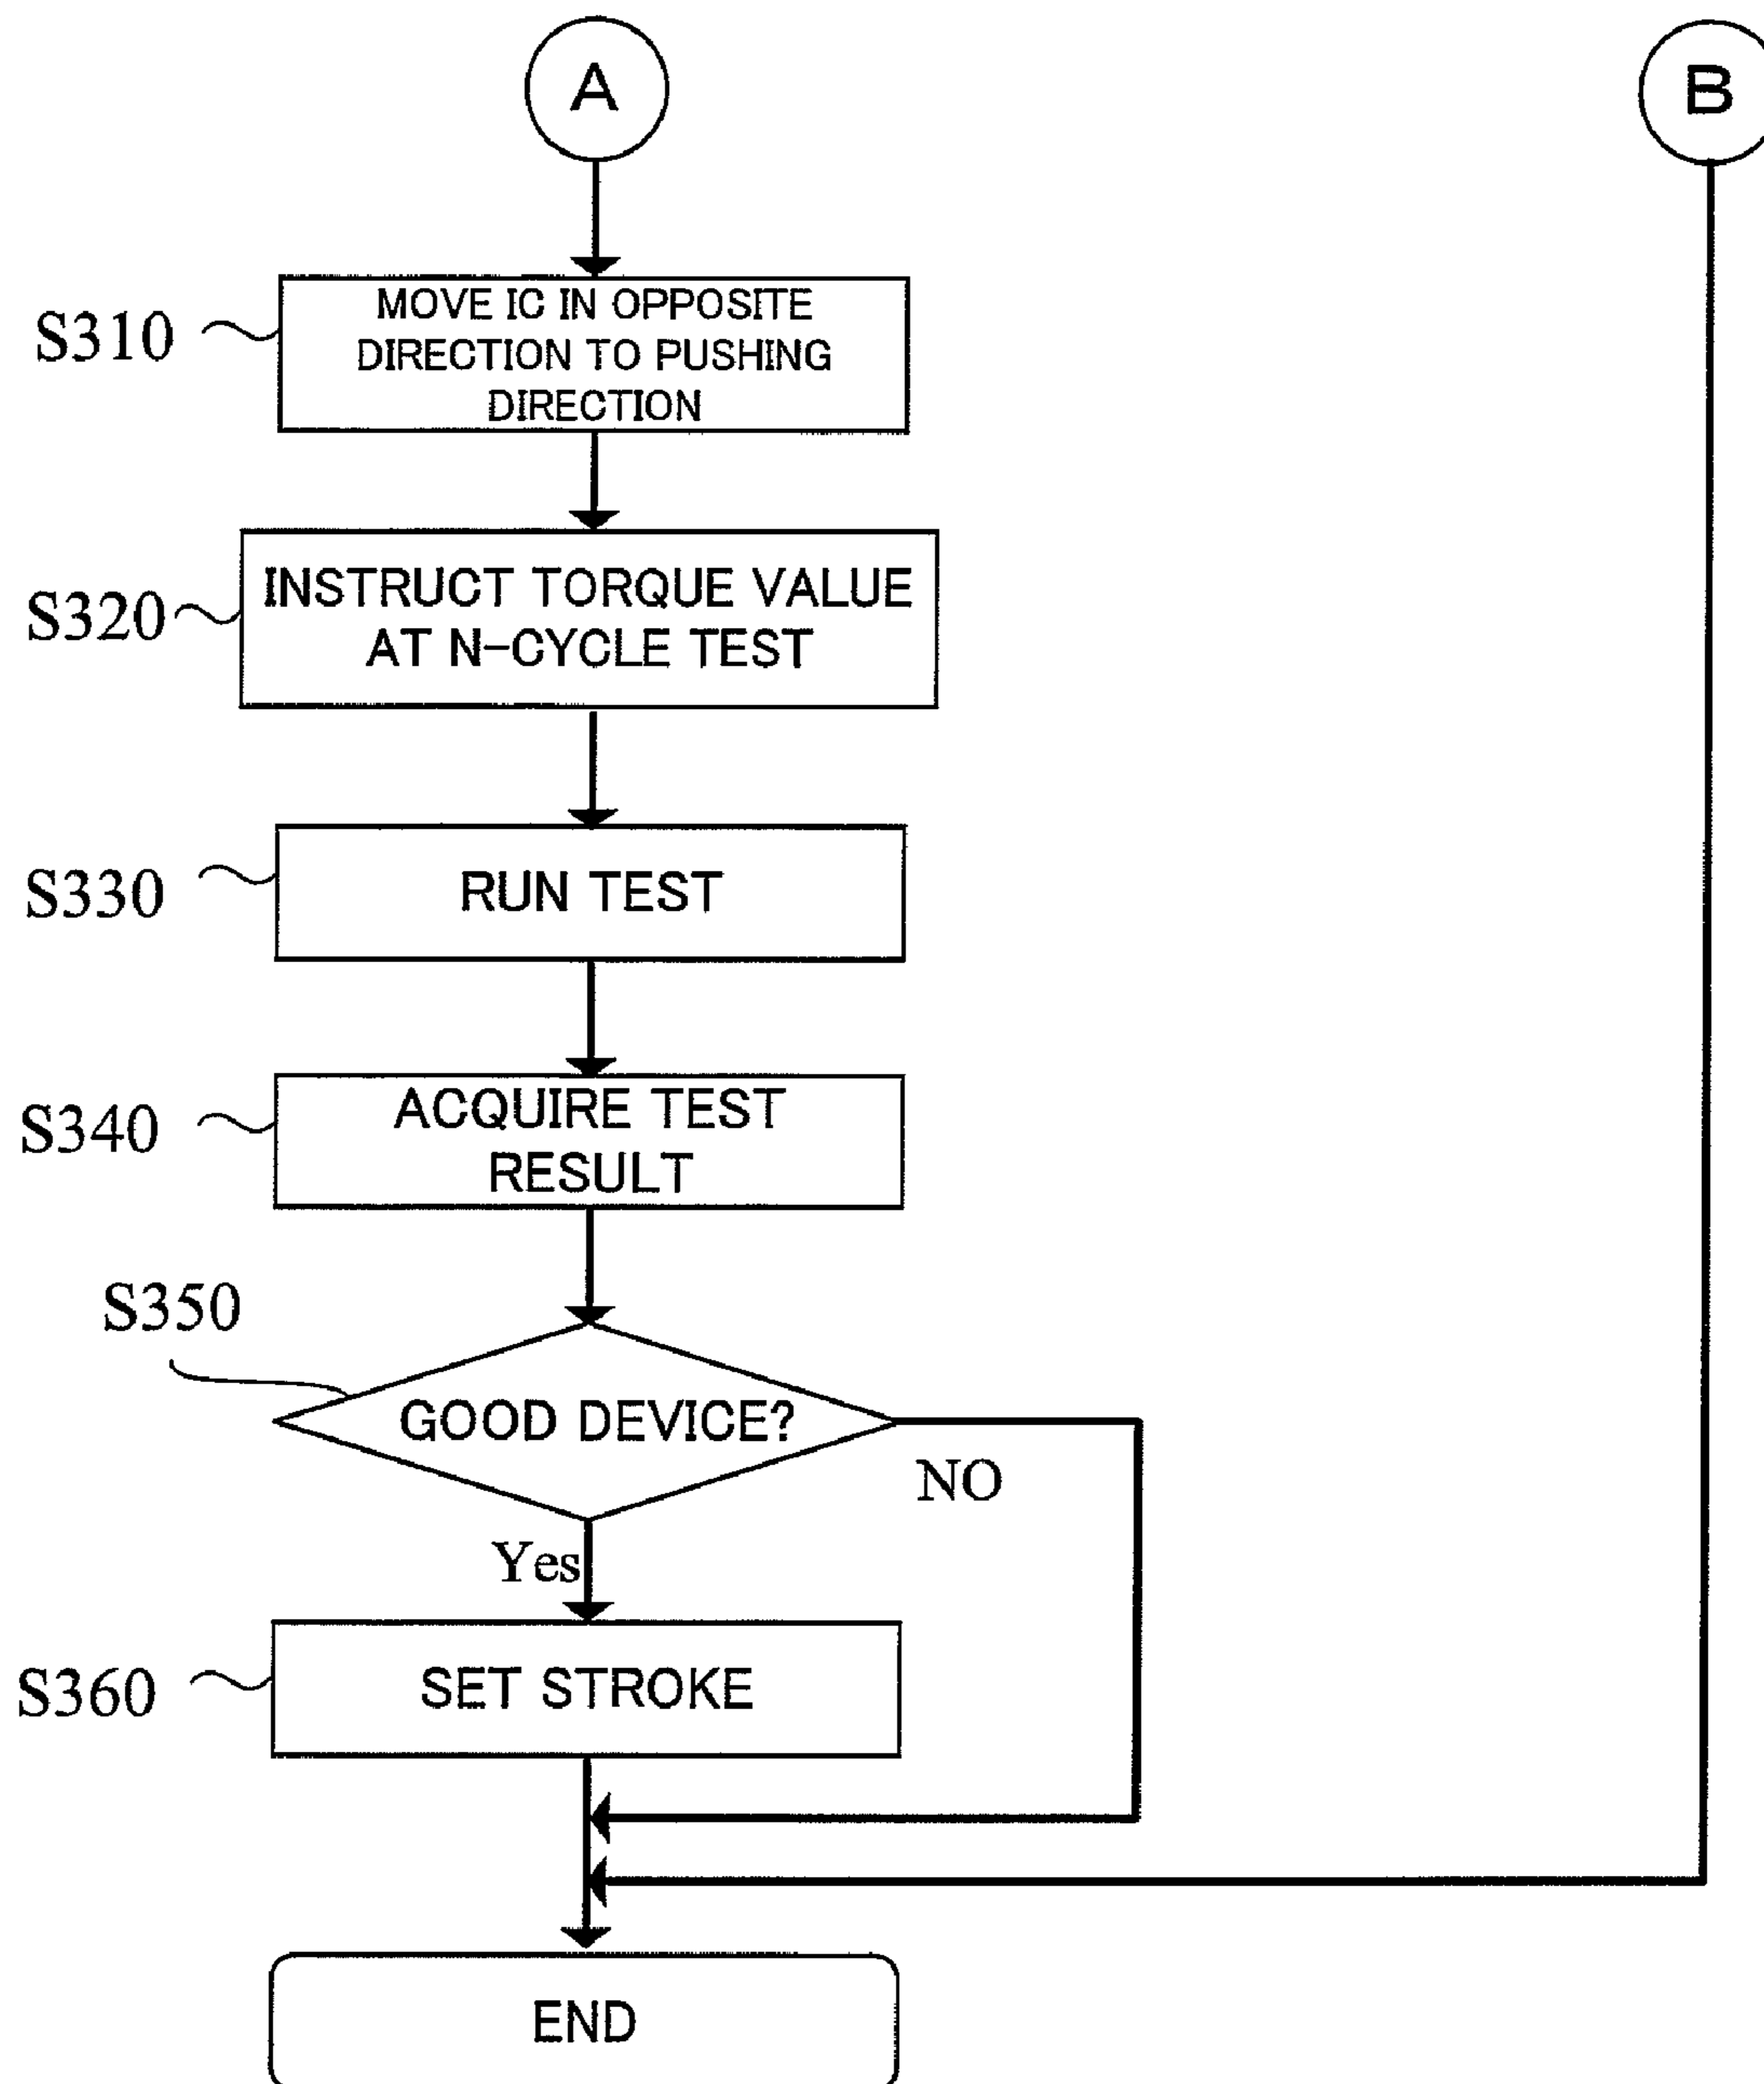 A
B
S310
MOVE IC IN OPPOSITE
DIRECTION TO PUSHING
DIRECTION
S320
INSTRUCT TORQUE VALUE
AT N-CYCLE TEST
S330
RUN TEST
S340
ACQUIRE TEST
RESULT
S350
GOOD DEVICE?
NO
Yes
S360
SET STROKE
END